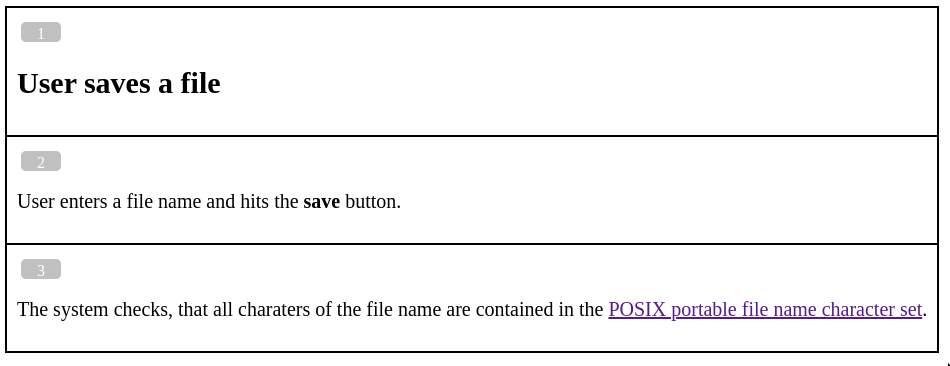 1
User saves a file
2
User enters a file name and hits the save button.
3
The system checks, that all charaters of the file name are contained in the POSIX portable file name character set.